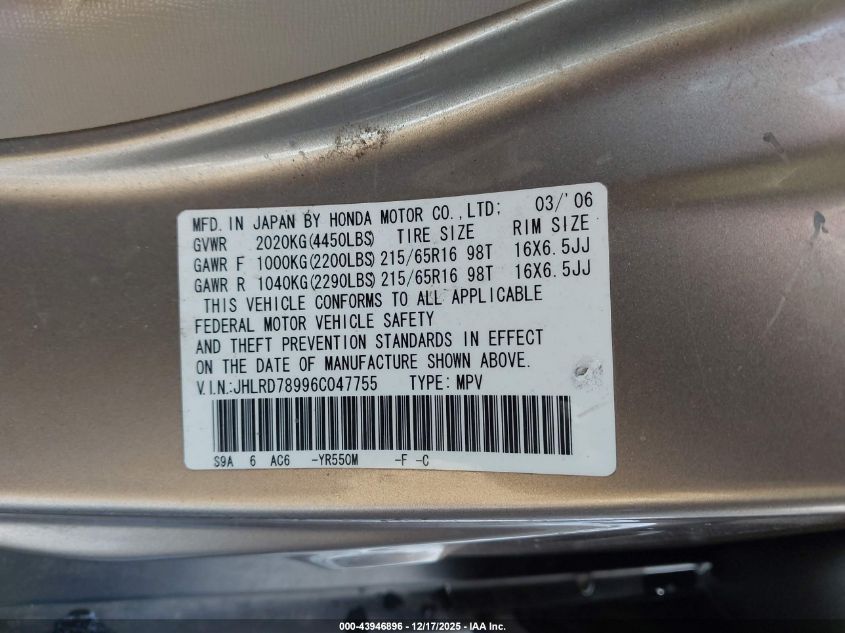 MFD. IN JAPAN BY HONDA MOTOR CO.,LTD; 03/'06
GVWR 2020KG(4450LBS) TIRE SIZE RIM SIZE
GAWR F 1000KG(2200LBS) 215/65R16 98T 16X6.5JJ
GAWR R 1040KG(2290LBS) 215/65R16 98T 16X6.5JJ
THIS VEHICLE CONFORMS TO ALL APPLICABLE
FEDERAL MOTOR VEHICLE SAFETY
AND THEFT PREVENTION STANDARDS IN EFFECT
ON THE DATE OF MANUFACTURE SHOWN ABOVE.
V.I.N.:JHLRD78996C047755 TYPE: MPV
S9A 6 AC6 -YR550M -F -C
000-43946896 - 12/17/2025 - IAA Inc.